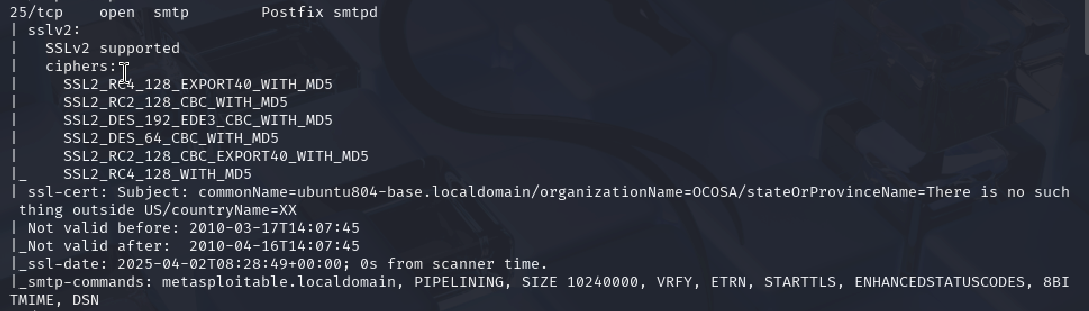 25/tcp    open  smtp        Postfix smtpd
| sslv2:
|   SSLv2 supported
|   ciphers:
|     SSL2_RC4_128_EXPORT40_WITH_MD5
|     SSL2_RC2_128_CBC_WITH_MD5
|     SSL2_DES_192_EDE3_CBC_WITH_MD5
|     SSL2_DES_64_CBC_WITH_MD5
|     SSL2_RC2_128_CBC_EXPORT40_WITH_MD5
|_    SSL2_RC4_128_WITH_MD5
| ssl-cert: Subject: commonName=ubuntu804-base.localdomain/organizationName=OCOSA/stateOrProvinceName=There is no such
 thing outside US/countryName=XX
| Not valid before: 2010-03-17T14:07:45
|_Not valid after:  2010-04-16T14:07:45
|_ssl-date: 2025-04-02T08:28:49+00:00; 0s from scanner time.
|_smtp-commands: metasploitable.localdomain, PIPELINING, SIZE 10240000, VRFY, ETRN, STARTTLS, ENHANCEDSTATUSCODES, 8BI
TMIME, DSN